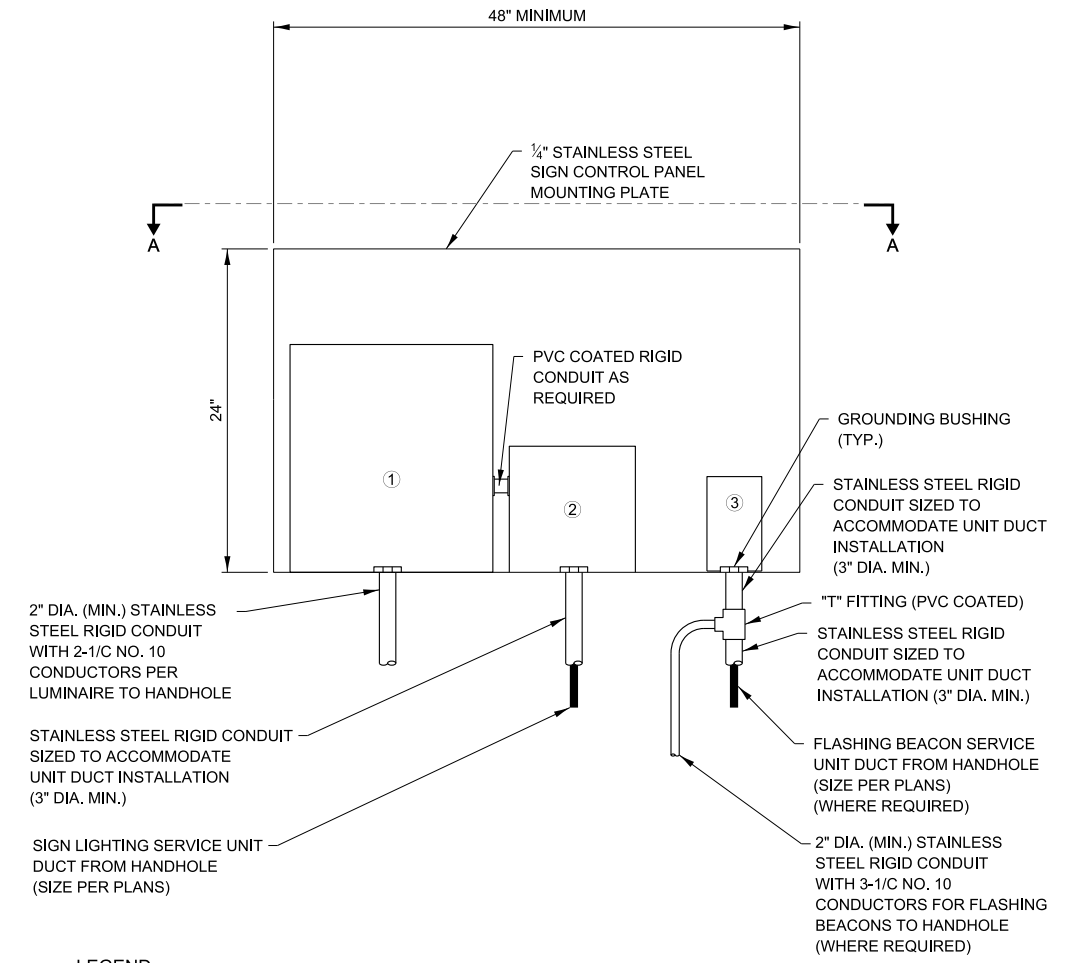 48" MINIMUM
¼" STAINLESS STEEL
SIGN CONTROL PANEL
MOUNTING PLATE
A
A
24"
PVC COATED RIGID
CONDUIT AS
REQUIRED
①
②
③
GROUNDING BUSHING
(TYP.)
STAINLESS STEEL RIGID
CONDUIT SIZED TO
ACCOMMODATE UNIT DUCT
INSTALLATION
(3" DIA. MIN.)
"T" FITTING (PVC COATED)
STAINLESS STEEL RIGID
CONDUIT SIZED TO
ACCOMMODATE UNIT DUCT
INSTALLATION (3" DIA. MIN.)
2" DIA. (MIN.) STAINLESS
STEEL RIGID CONDUIT
WITH 2-1/C NO. 10
CONDUCTORS PER
LUMINAIRE TO HANDHOLE
STAINLESS STEEL RIGID CONDUIT
SIZED TO ACCOMMODATE
UNIT DUCT INSTALLATION
(3" DIA. MIN.)
SIGN LIGHTING SERVICE UNIT
DUCT FROM HANDHOLE
(SIZE PER PLANS)
FLASHING BEACON SERVICE
UNIT DUCT FROM HANDHOLE
(SIZE PER PLANS)
(WHERE REQUIRED)
2" DIA. (MIN.) STAINLESS
STEEL RIGID CONDUIT
WITH 3-1/C NO. 10
CONDUCTORS FOR FLASHING
BEACONS TO HANDHOLE
(WHERE REQUIRED)
LEGEND